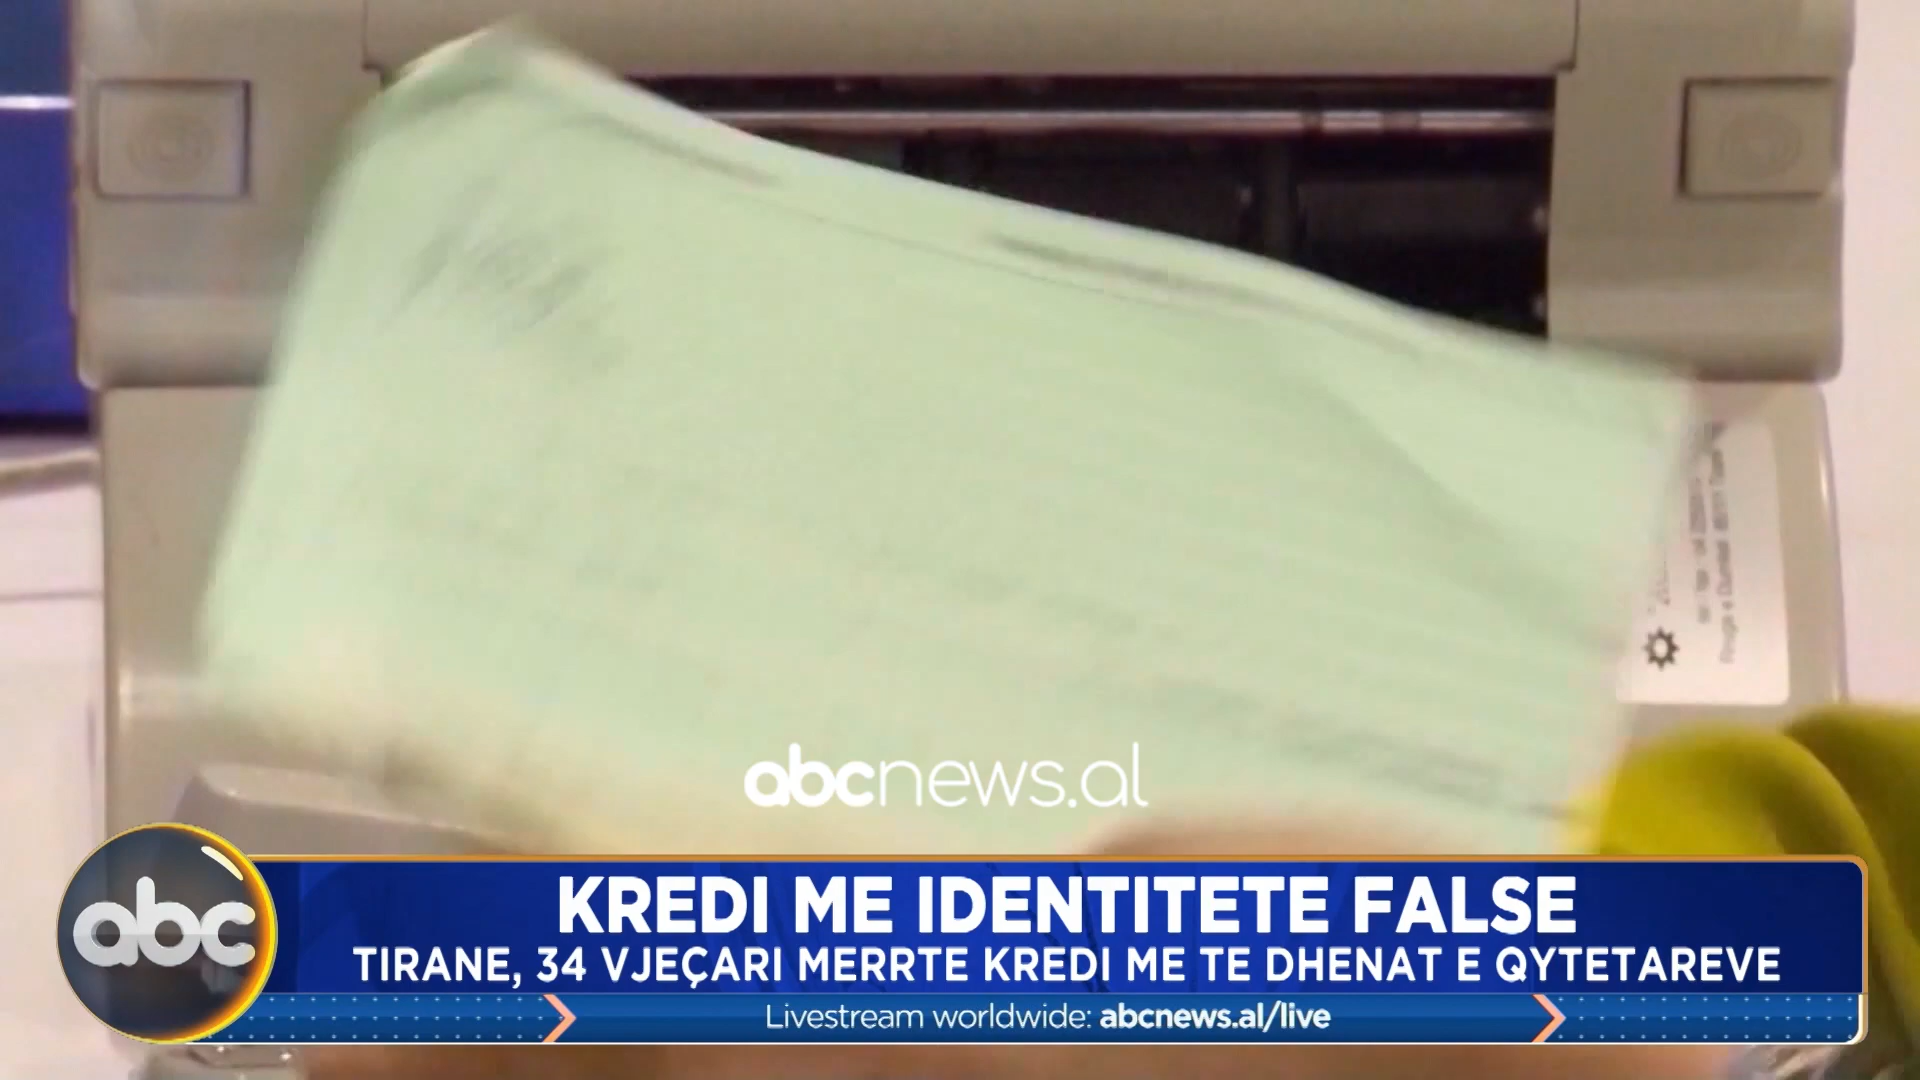 abcnews.al
abc
KREDI ME IDENTITETE FALSE
TIRANE, 34 VJEÇARI MERRTE KREDI ME TE DHENAT E QYTETAREVE
Livestream worldwide: abcnews.al/live